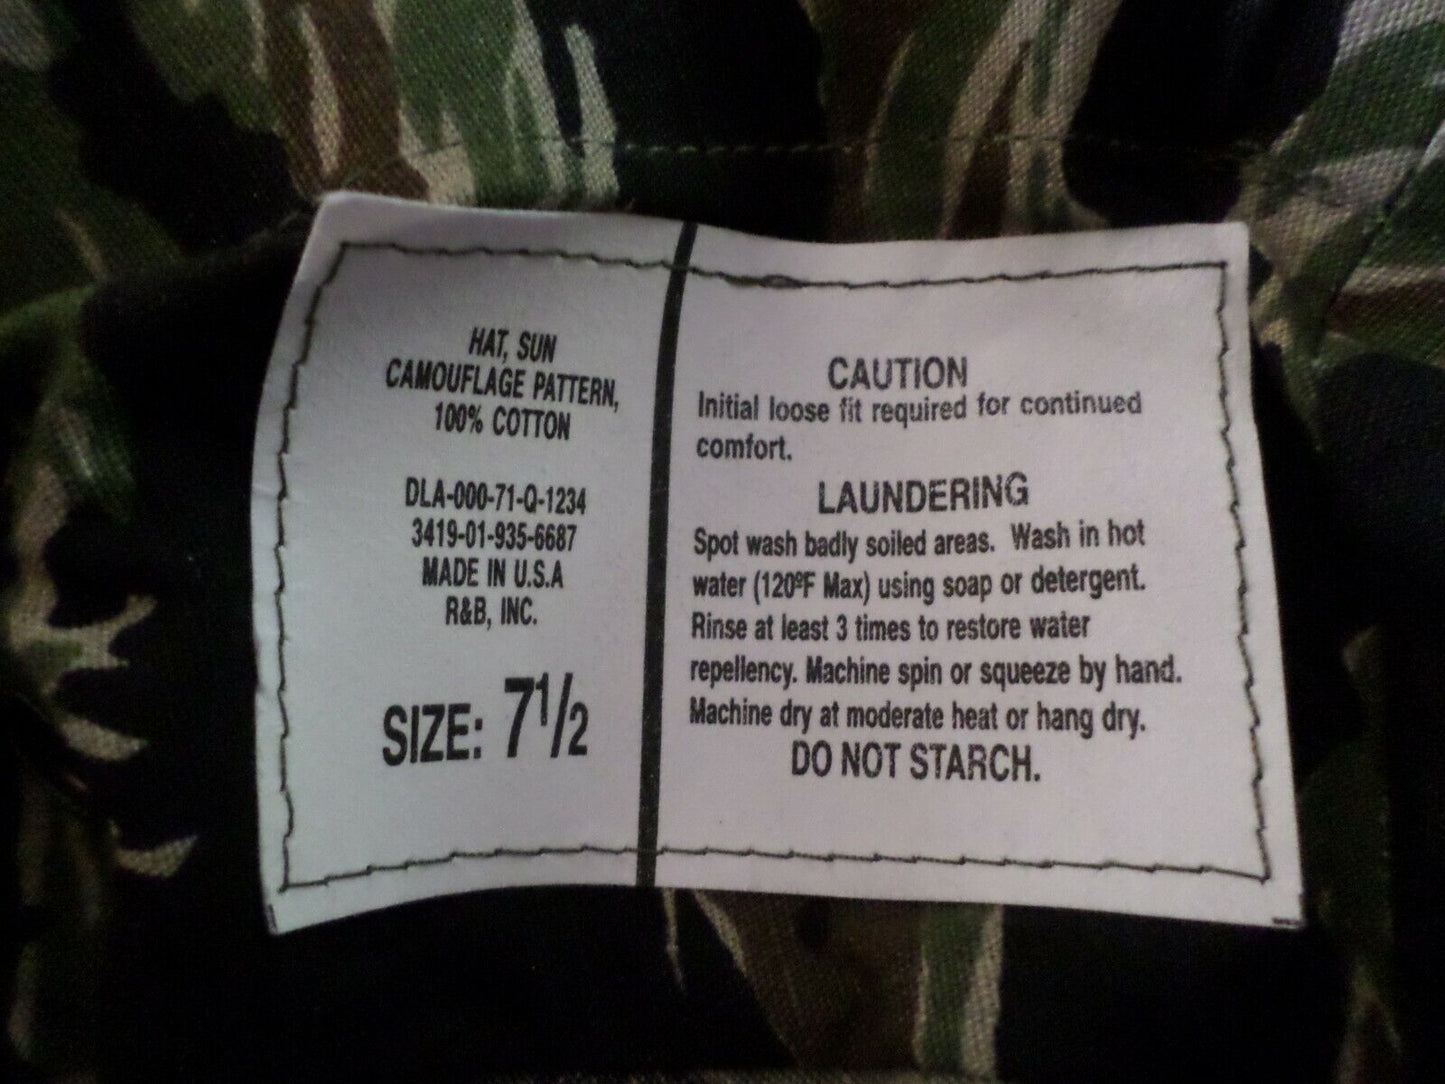 HAT, SUN
CAMOUFLAGE PATTERN,
100% COTTON
DLA-000-71-Q-1234
3419-01-935-6687
MADE IN U.S.A
R&B, INC.
SIZE: 7½
CAUTION
Initial loose fit required for continued
comfort.
LAUNDERING
Spot wash badly soiled areas. Wash in hot
water (120ºF Max) using soap or detergent.
Rinse at least 3 times to restore water
repellency. Machine spin or squeeze by hand.
Machine dry at moderate heat or hang dry.
DO NOT STARCH.